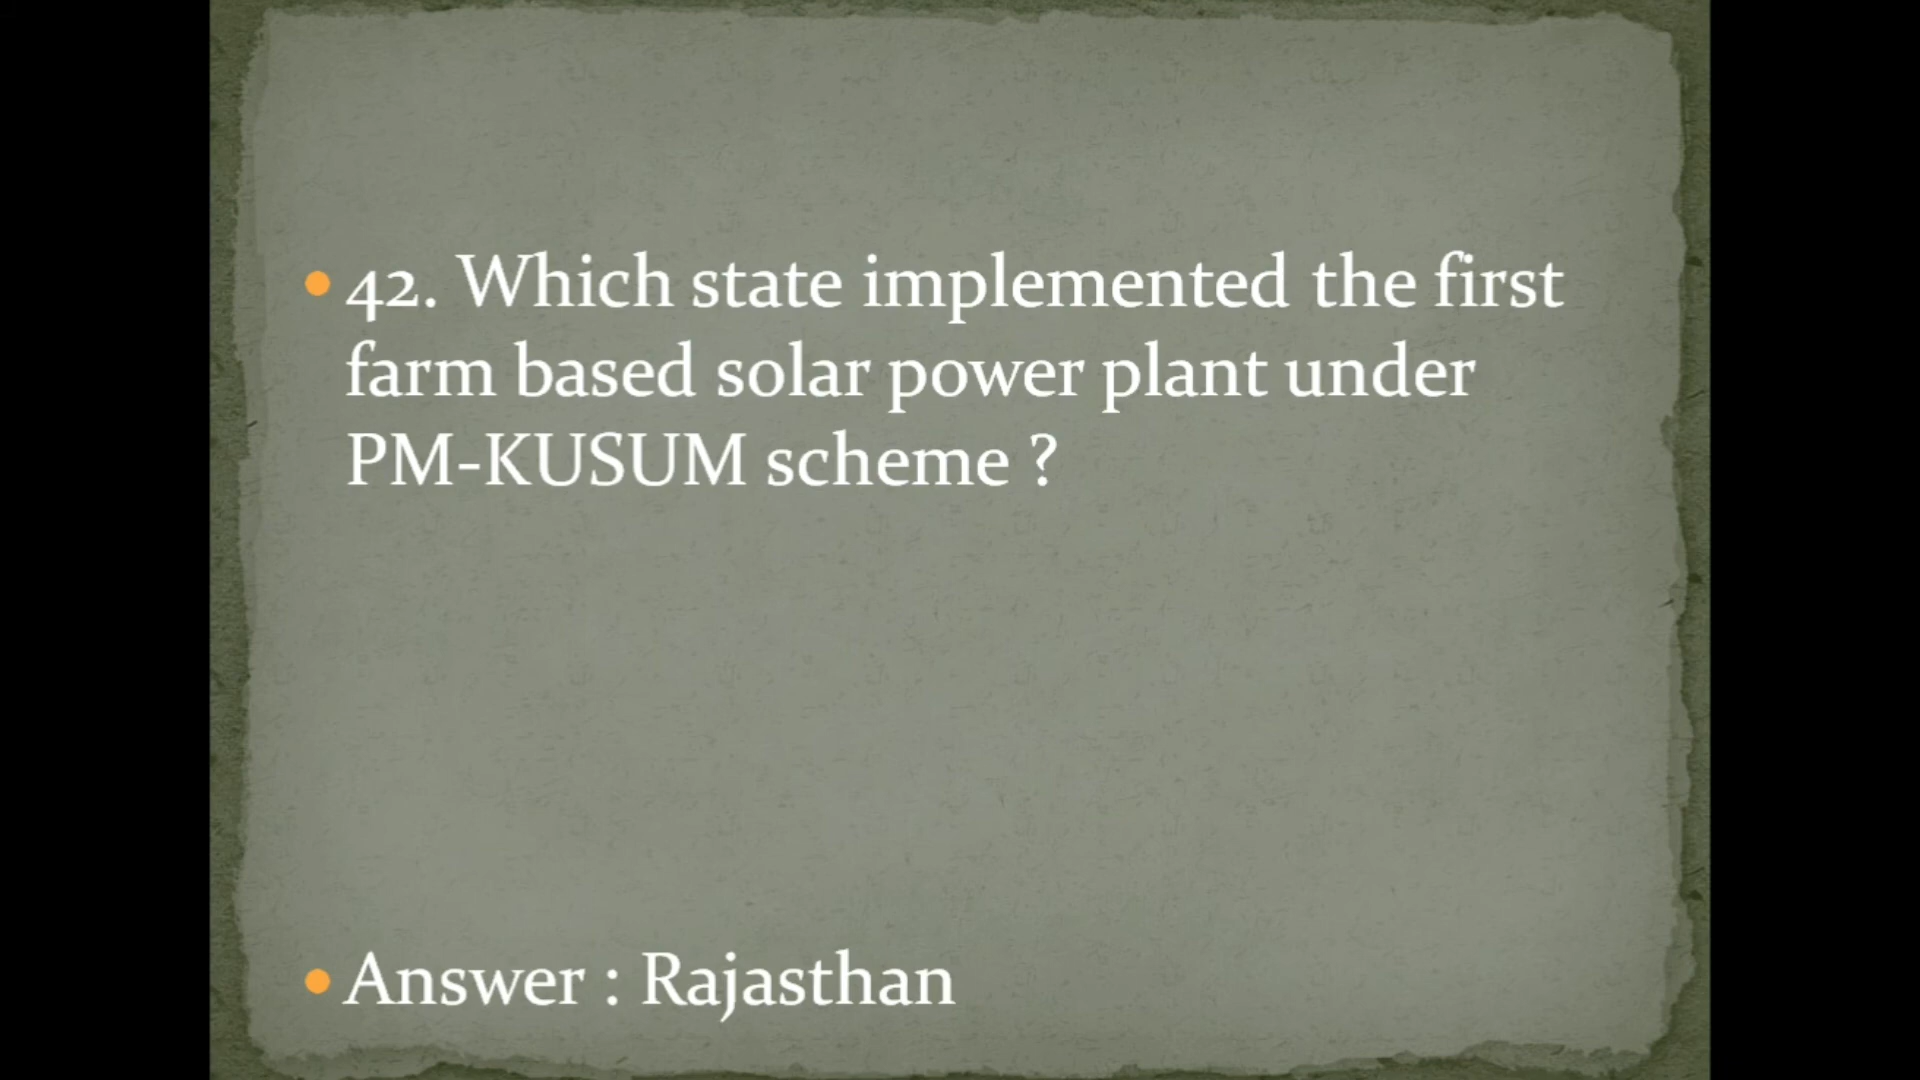 • 42. Which state implemented the first
farm based solar power plant under
PM-KUSUM scheme ?
• Answer : Rajasthan